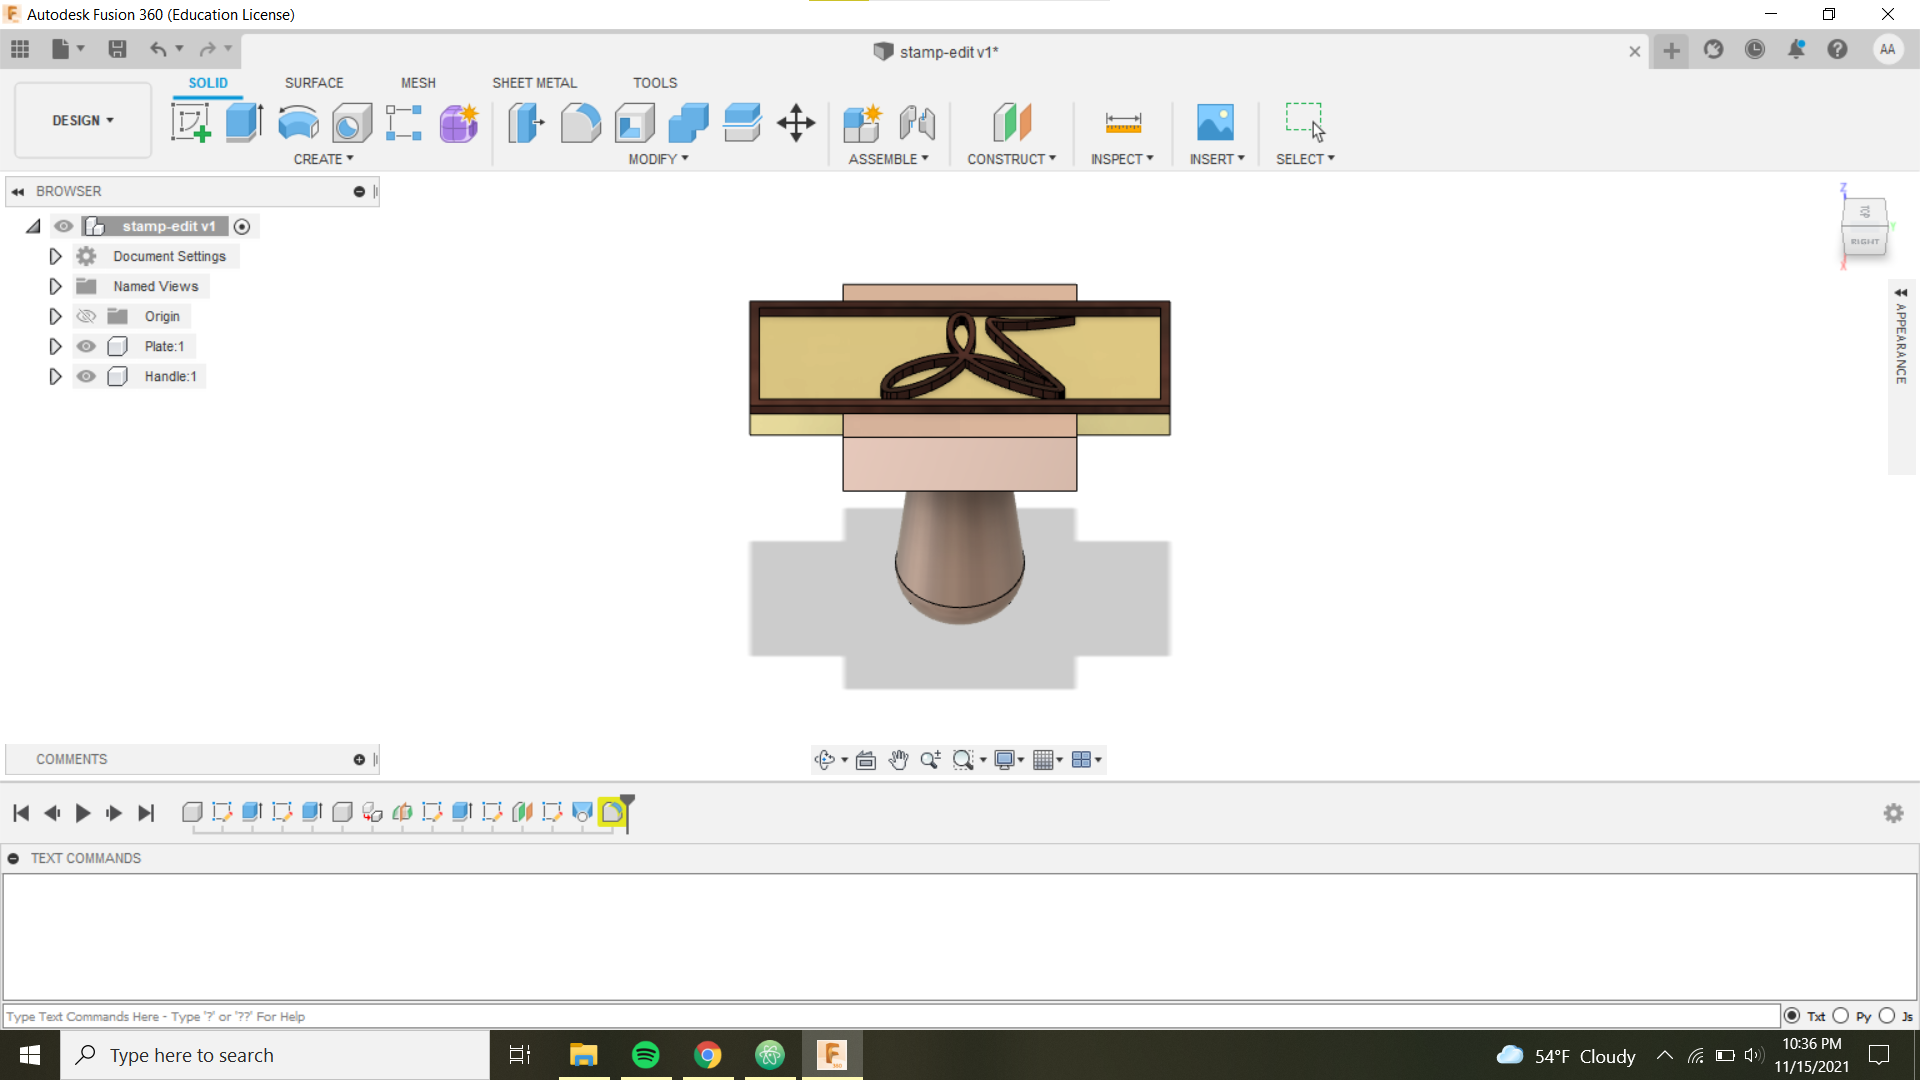 Autodesk Fusion 360 (Education License)
stamp-edit v1*
AA
DESIGN
SOLID
SURFACE
MESH
SHEET METAL
TOOLS
CREATE
MODIFY
ASSEMBLE
CONSTRUCT
INSPECT
INSERT
SELECT
BROWSER
stamp-edit v1
Document Settings
Named Views
Origin
Plate:1
Handle:1
Z
TOP
Y
RIGHT
X
APPEARANCE
COMMENTS
TEXT COMMANDS
Type Text Commands Here - Type '?' or '??' For Help
Txt
Py
Js
Type here to search
54°F Cloudy
10:36 PM
11/15/2021